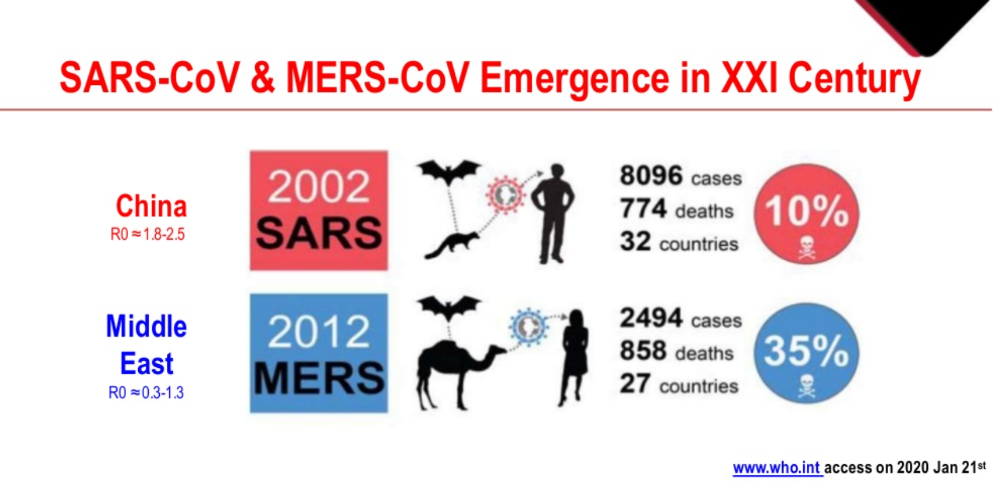 SARS-CoV & MERS-CoV Emergence in XXI Century
China
R0 ≈1.8-2.5
2002
SARS
8096 cases
774 deaths
32 countries
10%
Middle
East
R0 ≈0.3-1.3
2012
MERS
2494 cases
858 deaths
27 countries
35%
www.who.int access on 2020 Jan 21st